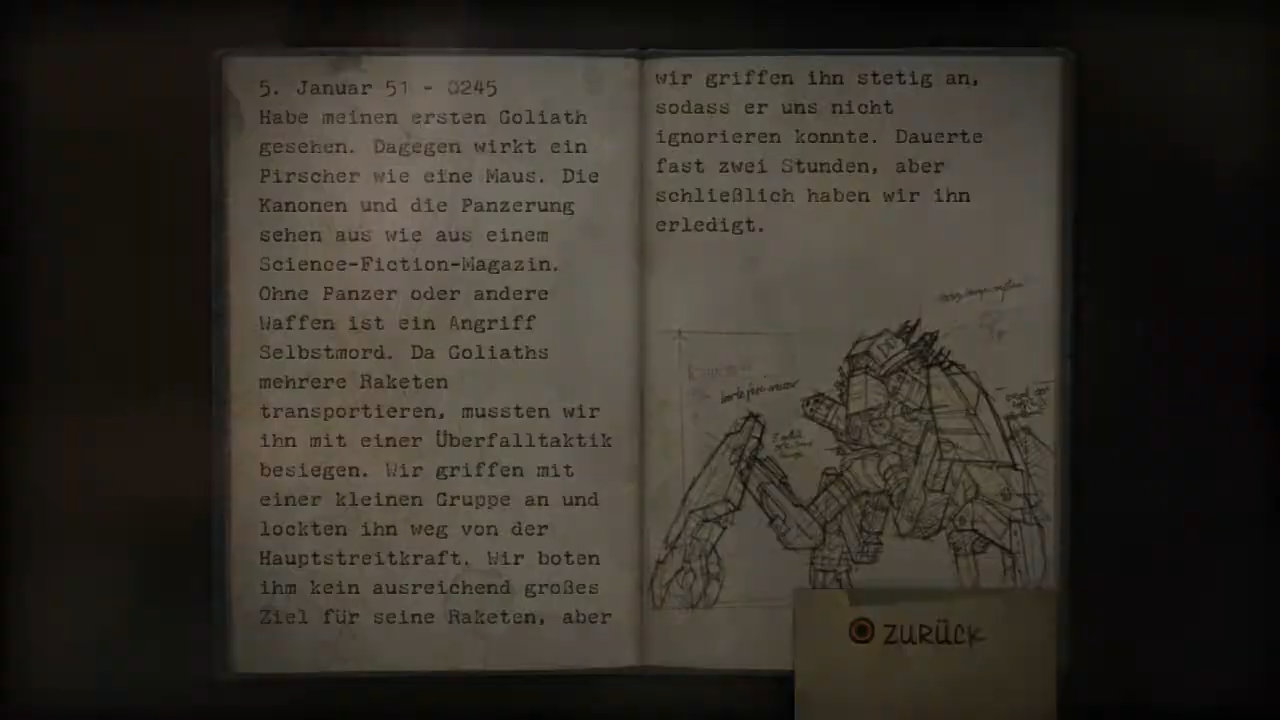 5. Januar 51 - 0245
Habe meinen ersten Goliath
gesehen. Dagegen wirkt ein
Pirscher wie eine Maus. Die
Kanonen und die Panzerung
sehen aus wie aus einem
Science-Fiction-Magazin.
Ohne Panzer oder andere
Waffen ist ein Angriff
Selbstmord. Da Goliaths
mehrere Raketen
transportieren, mussten wir
ihn mit einer Überfalltaktik
besiegen. Wir griffen mit
einer kleinen Gruppe an und
lockten ihn weg von der
Hauptstreitkraft. Wir boten
ihm kein ausreichend großes
Ziel für seine Raketen, aber
wir griffen ihn stetig an,
sodass er uns nicht
ignorieren konnte. Dauerte
fast zwei Stunden, aber
schließlich haben wir ihn
erledigt.
ZURÜCK